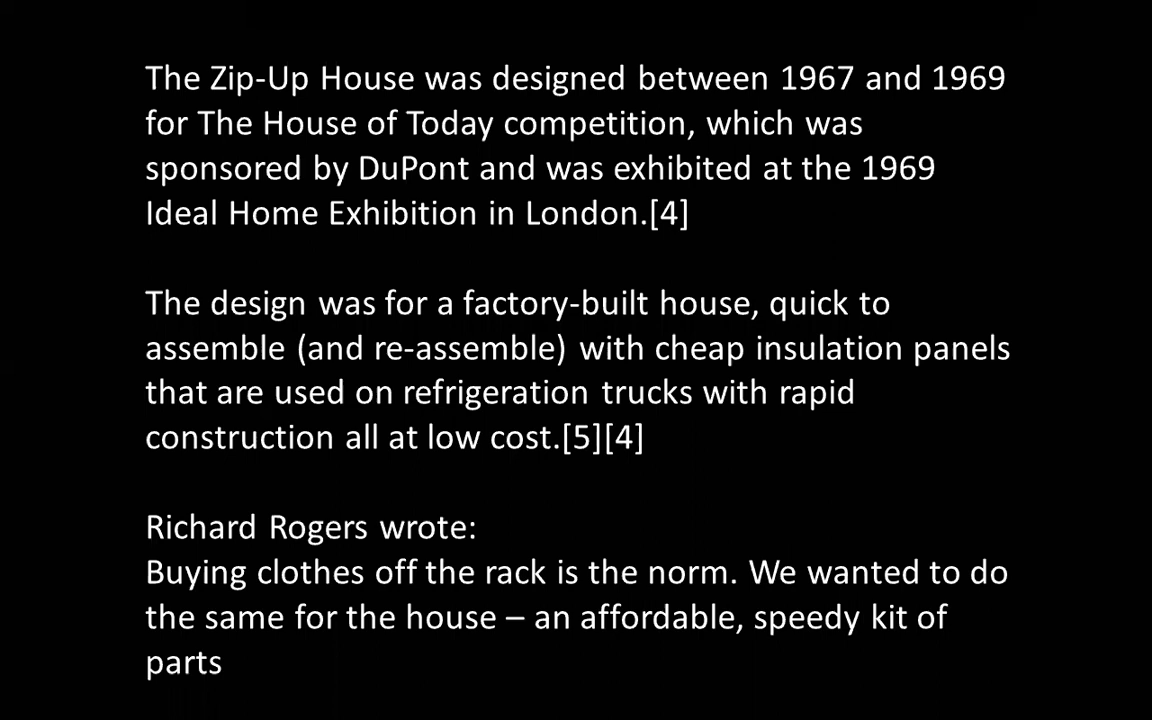 The Zip-Up House was designed between 1967 and 1969
for The House of Today competition, which was
sponsored by DuPont and was exhibited at the 1969
Ideal Home Exhibition in London.[4]
The design was for a factory-built house, quick to
assemble (and re-assemble) with cheap insulation panels
that are used on refrigeration trucks with rapid
construction all at low cost.[5][4]
Richard Rogers wrote:
Buying clothes off the rack is the norm. We wanted to do
the same for the house – an affordable, speedy kit of
parts